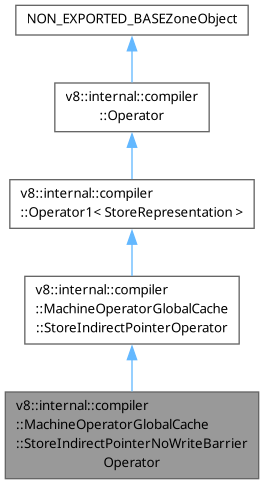 NON_EXPORTED_BASEZoneObject
v8::internal::compiler
::Operator
v8::internal::compiler
::Operator1< StoreRepresentation >
v8::internal::compiler
::MachineOperatorGlobalCache
::StoreIndirectPointerOperator
v8::internal::compiler
::MachineOperatorGlobalCache
::StoreIndirectPointerNoWriteBarrier
Operator